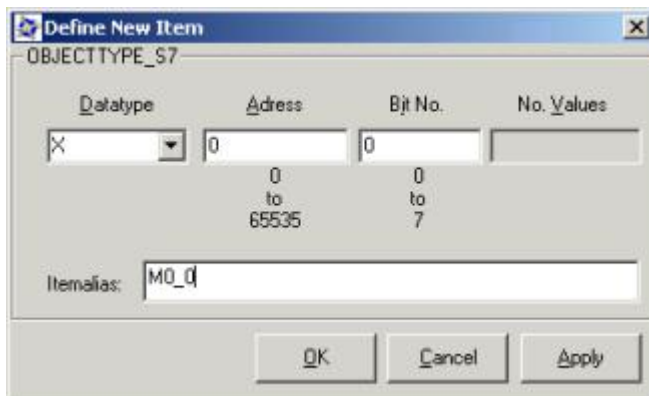 Define New Item
OBJECTTYPE_S7
Datatype Adress Bit No. No. Values
X 0 0
0 0
to to
65535 7
Itemalias: M0_0
OK Cancel Apply